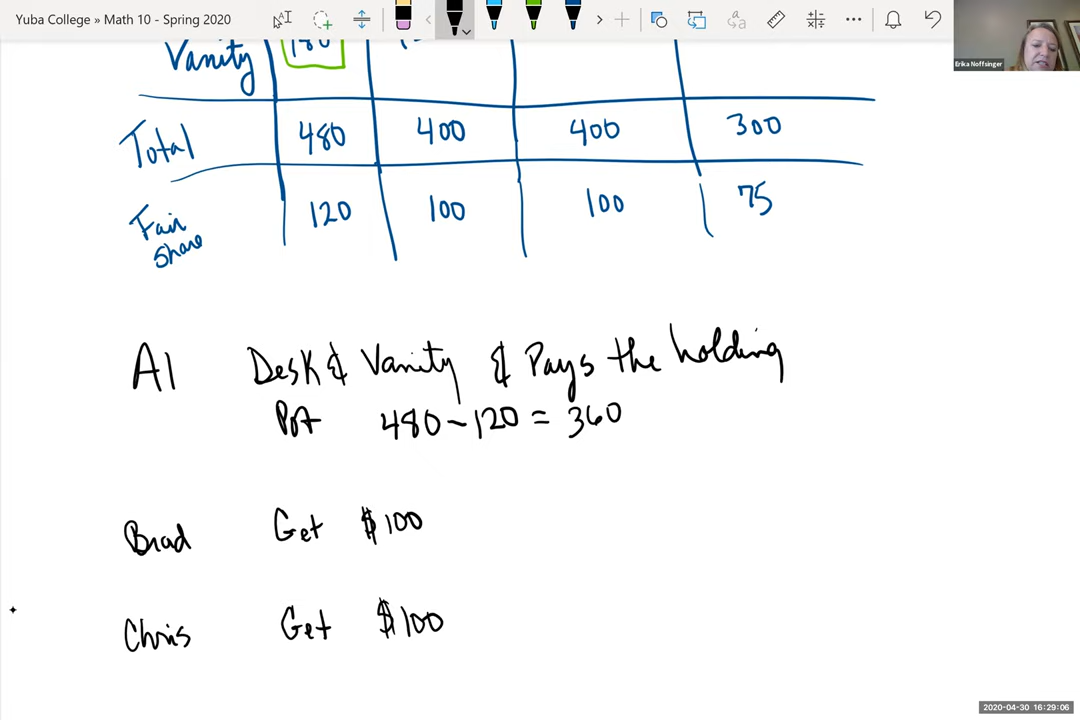 Yuba College » Math 10 - Spring 2020
Erika Noffsinger
Vanity 180
Total 480 400 400 300
Fair Share 120 100 100 75
Al Desk & Vanity & Pays the holding
Pot 480 - 120 = 360
Brad Get $100
Chris Get $100
2020-04-30 16:29:06